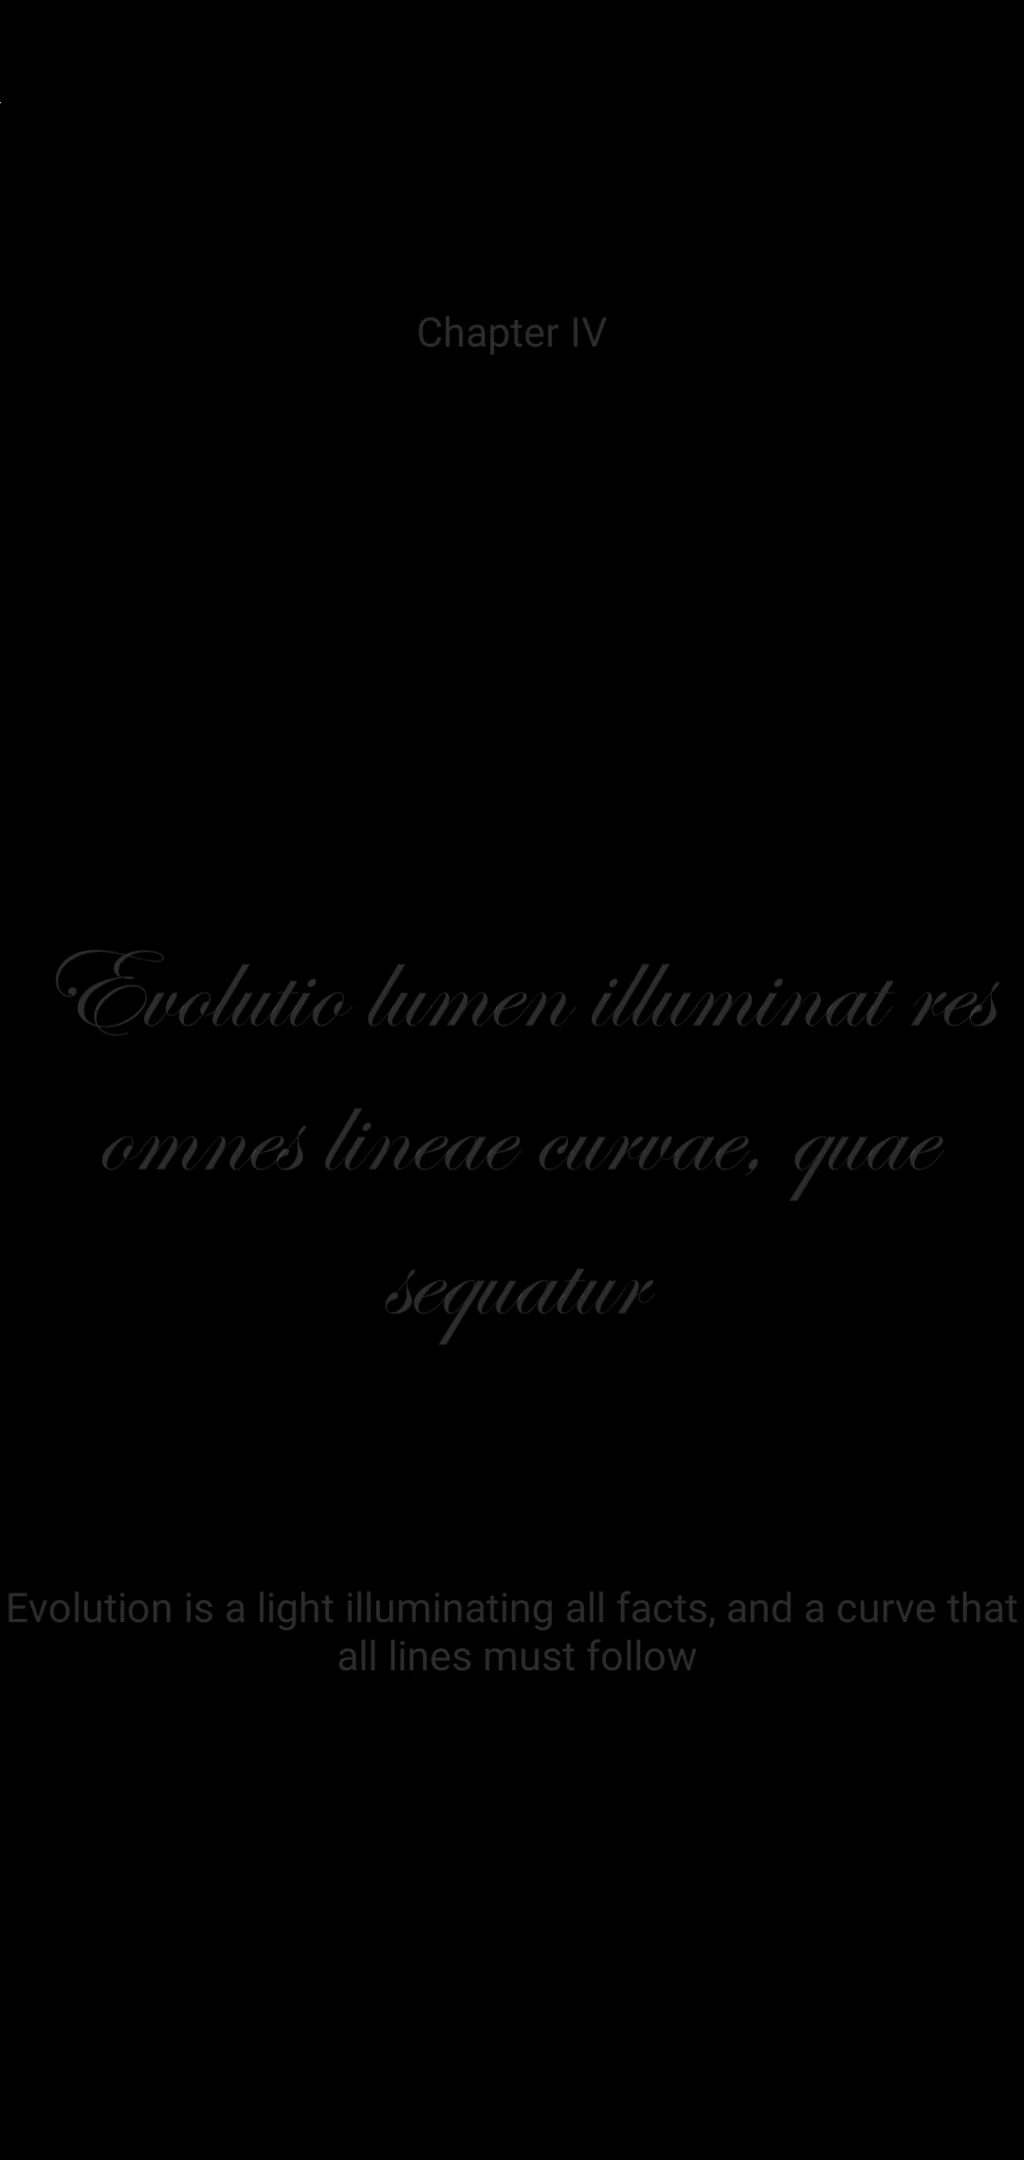 Chapter IV
Evolutio lumen illuminat res
omnes lineae curvae, quae
sequatur
Evolution is a light illuminating all facts, and a curve that
all lines must follow